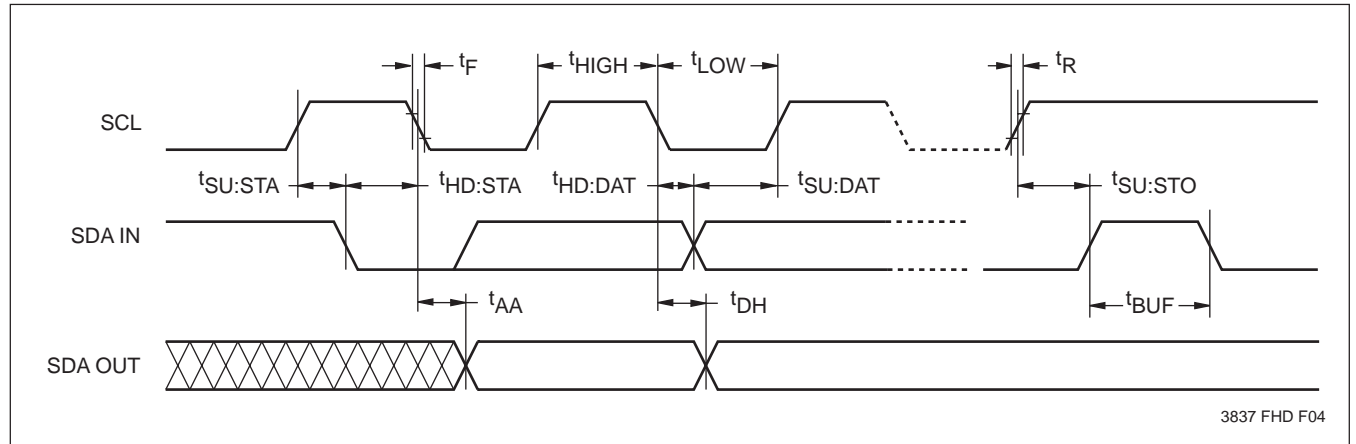 tF
tHIGH
tLOW
tR
SCL
tSU:STA
tHD:STA
tHD:DAT
tSU:DAT
tSU:STO
SDA IN
tAA
tDH
tBUF
SDA OUT
3837 FHD F04